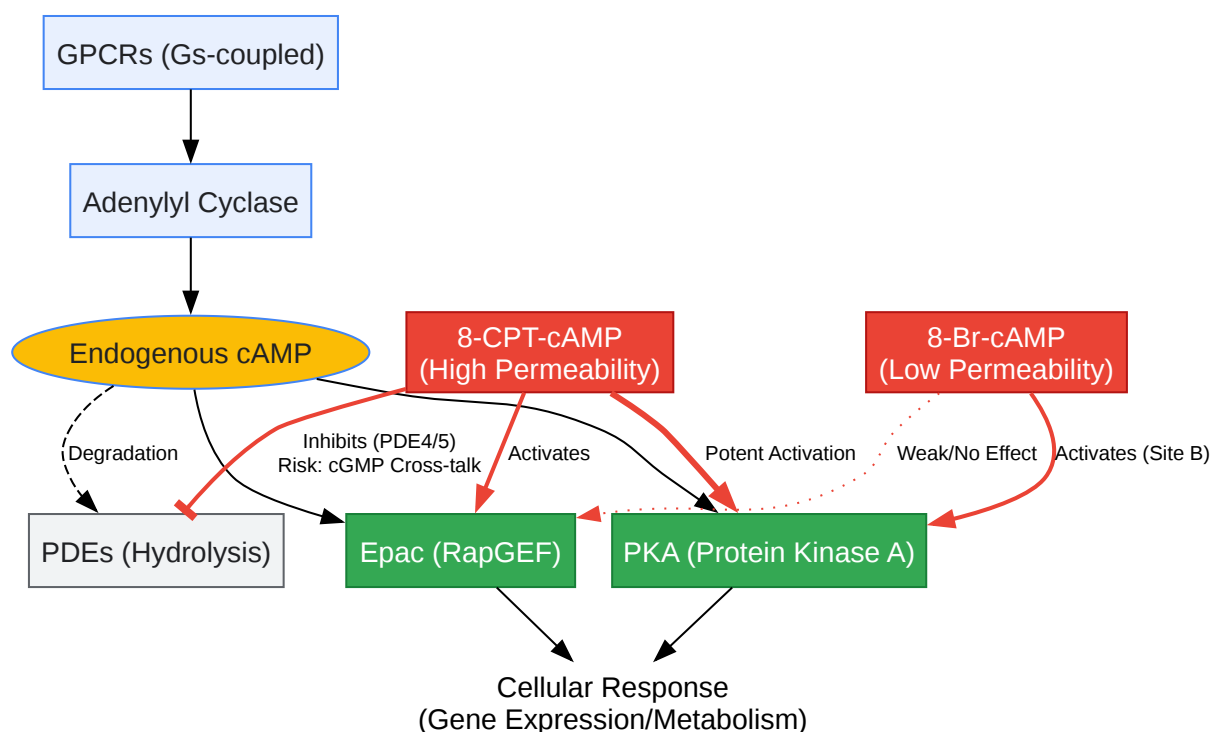 GPCRs (Gs-coupled)
Adenylyl Cyclase
Endogenous cAMP
8-CPT-cAMP
(High Permeability)
8-Br-cAMP
(Low Permeability)
Degradation
Inhibits (PDE4/5)
Risk: cGMP Cross-talk
Activates
Potent Activation
Weak/No Effect
Activates (Site B)
PDEs (Hydrolysis)
Epac (RapGEF)
PKA (Protein Kinase A)
Cellular Response
(Gene Expression/Metabolism)